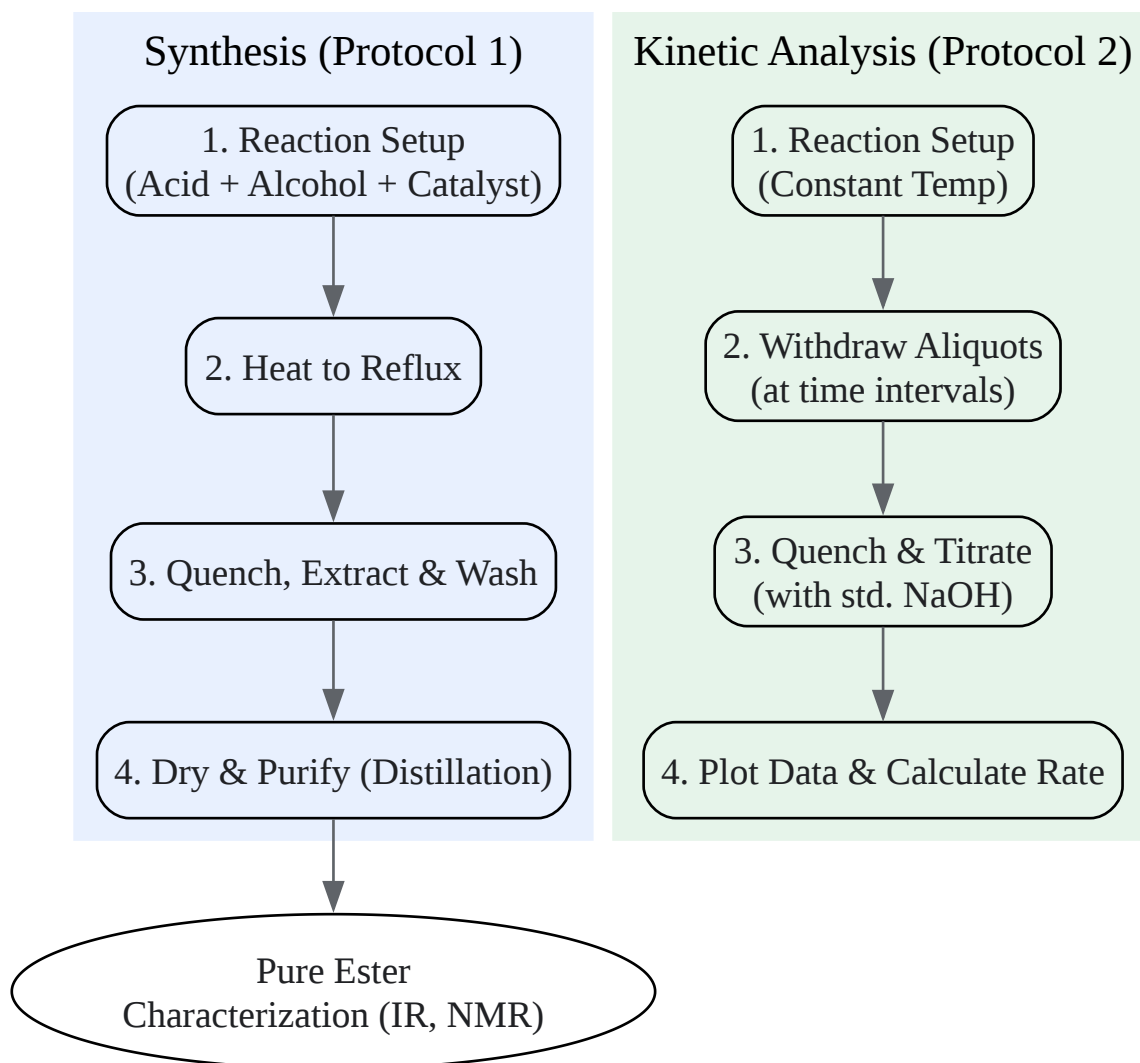 Synthesis (Protocol 1)
1. Reaction Setup
(Acid + Alcohol + Catalyst)
2. Heat to Reflux
3. Quench, Extract & Wash
4. Dry & Purify (Distillation)
Pure Ester
Characterization (IR, NMR)
Kinetic Analysis (Protocol 2)
1. Reaction Setup
(Constant Temp)
2. Withdraw Aliquots
(at time intervals)
3. Quench & Titrate
(with std. NaOH)
4. Plot Data & Calculate Rate